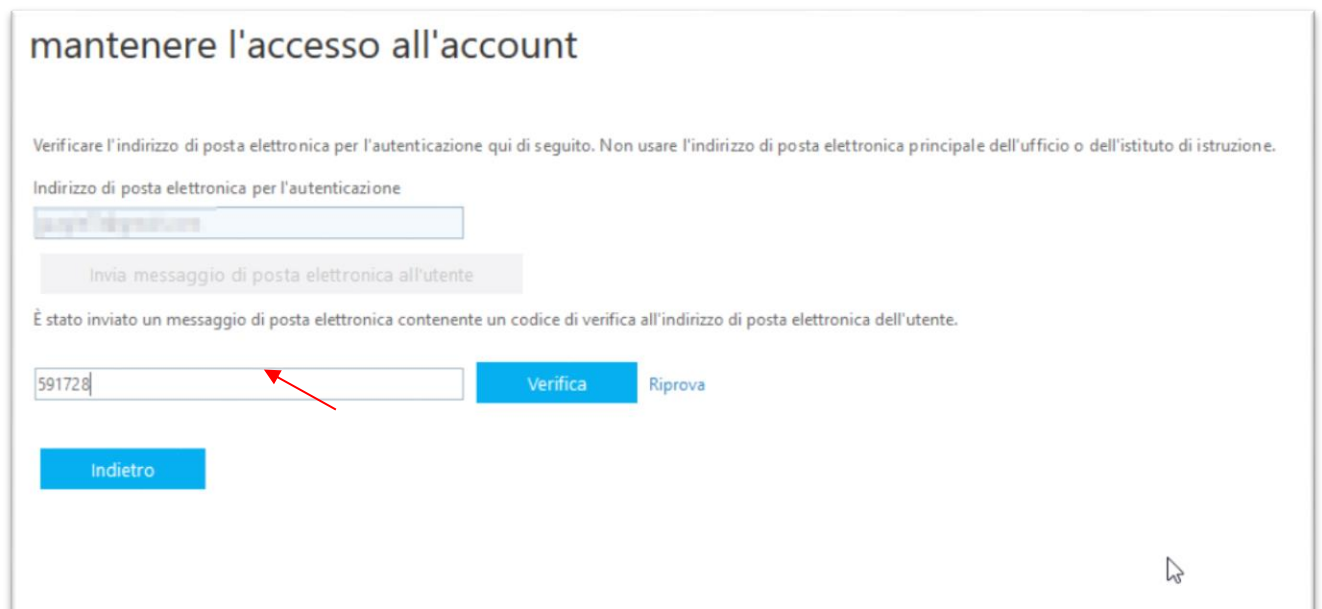 mantenere l'accesso all'account
Verificare l'indirizzo di posta elettronica per l'autenticazione qui di seguito. Non usare l'indirizzo di posta elettronica principale dell'ufficio o dell'istituto di istruzione.
Indirizzo di posta elettronica per l'autenticazione
Invia messaggio di posta elettronica all'utente
È stato inviato un messaggio di posta elettronica contenente un codice di verifica all'indirizzo di posta elettronica dell'utente.
591728 Verifica Riprova
Indietro